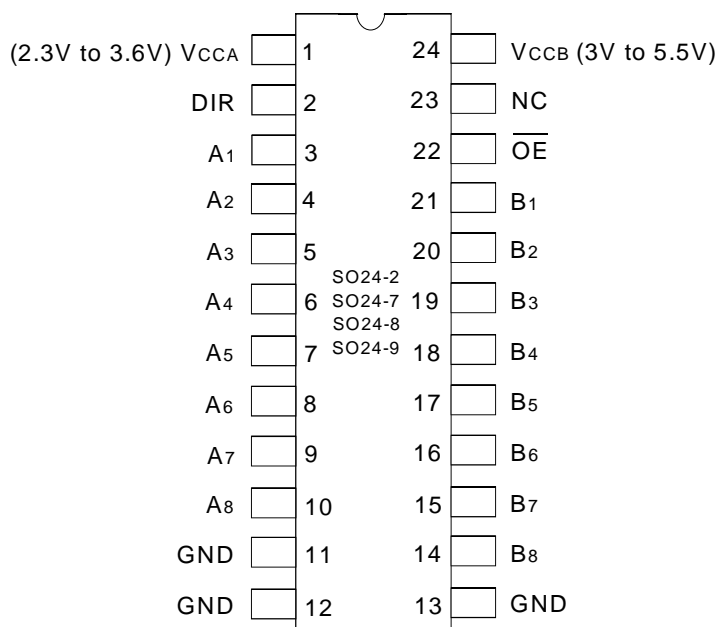 (2.3V to 3.6V) VCCA 1 24 VCCB (3V to 5.5V)
DIR 2 23 NC
A1 3 22 O̅E̅
A2 4 21 B1
A3 5 20 B2
SO24-2
A4 6 SO24-7 19 B3
SO24-8
A5 7 SO24-9 18 B4
A6 8 17 B5
A7 9 16 B6
A8 10 15 B7
GND 11 14 B8
GND 12 13 GND